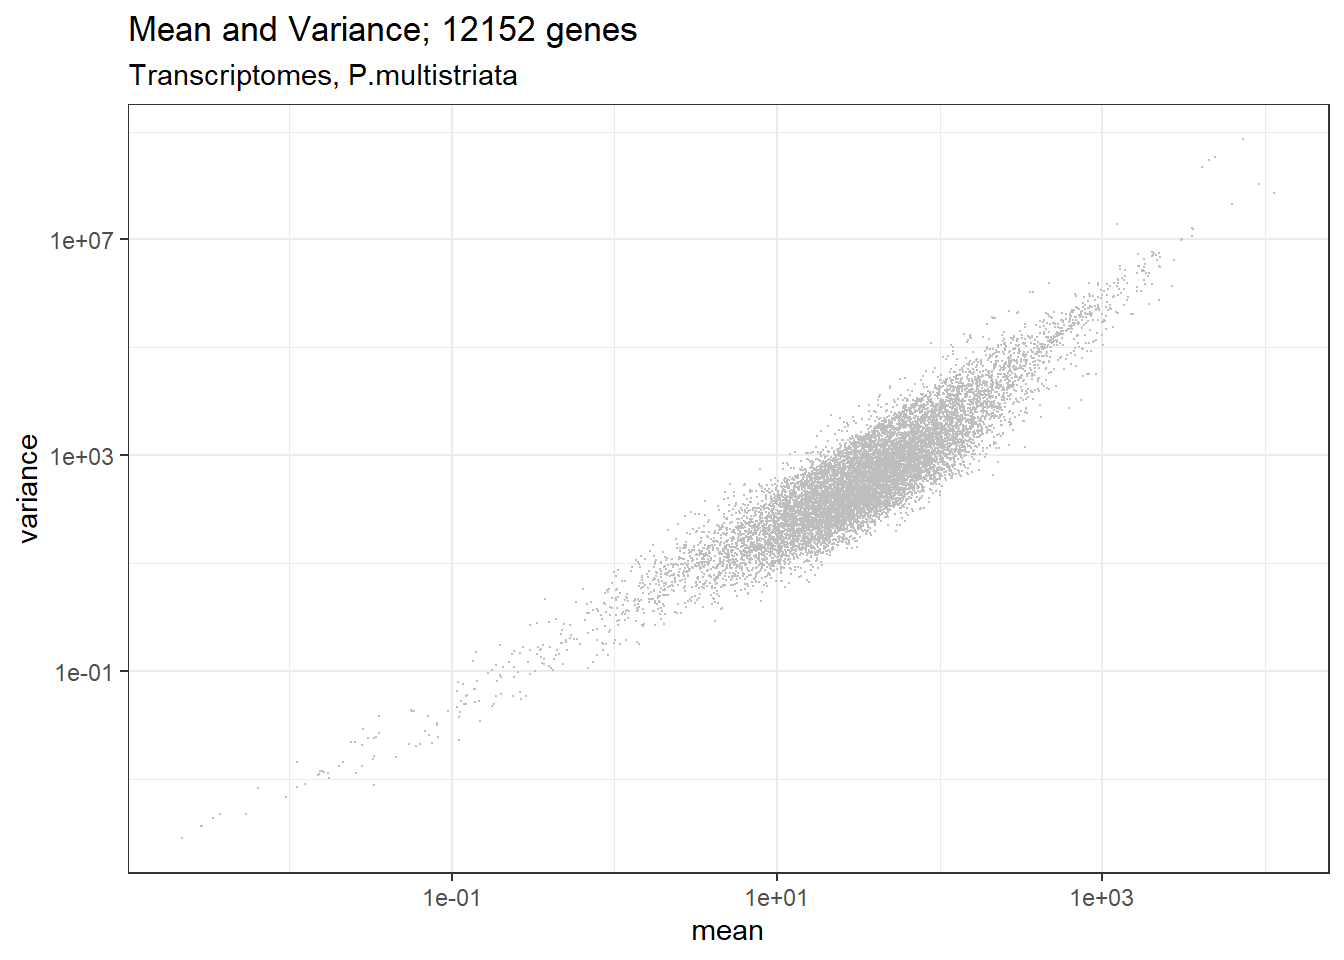 Mean and Variance; 12152 genes
Transcriptomes, P.multistriata
1e+07
1e+03
1e-01
variance
1e-01
1e+01
1e+03
mean